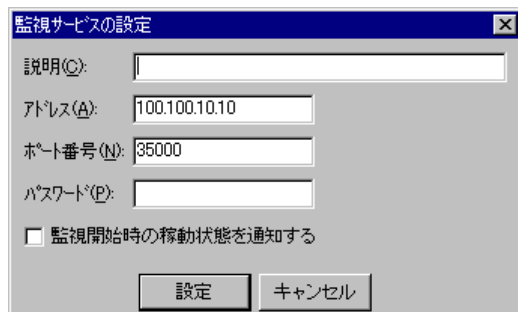 監視サービスの設定
説明(C):
アドレス(A): 100.100.10.10
ポート番号(N): 35000
パスワード(P):
監視開始時の稼動状態を通知する
設定 キャンセル